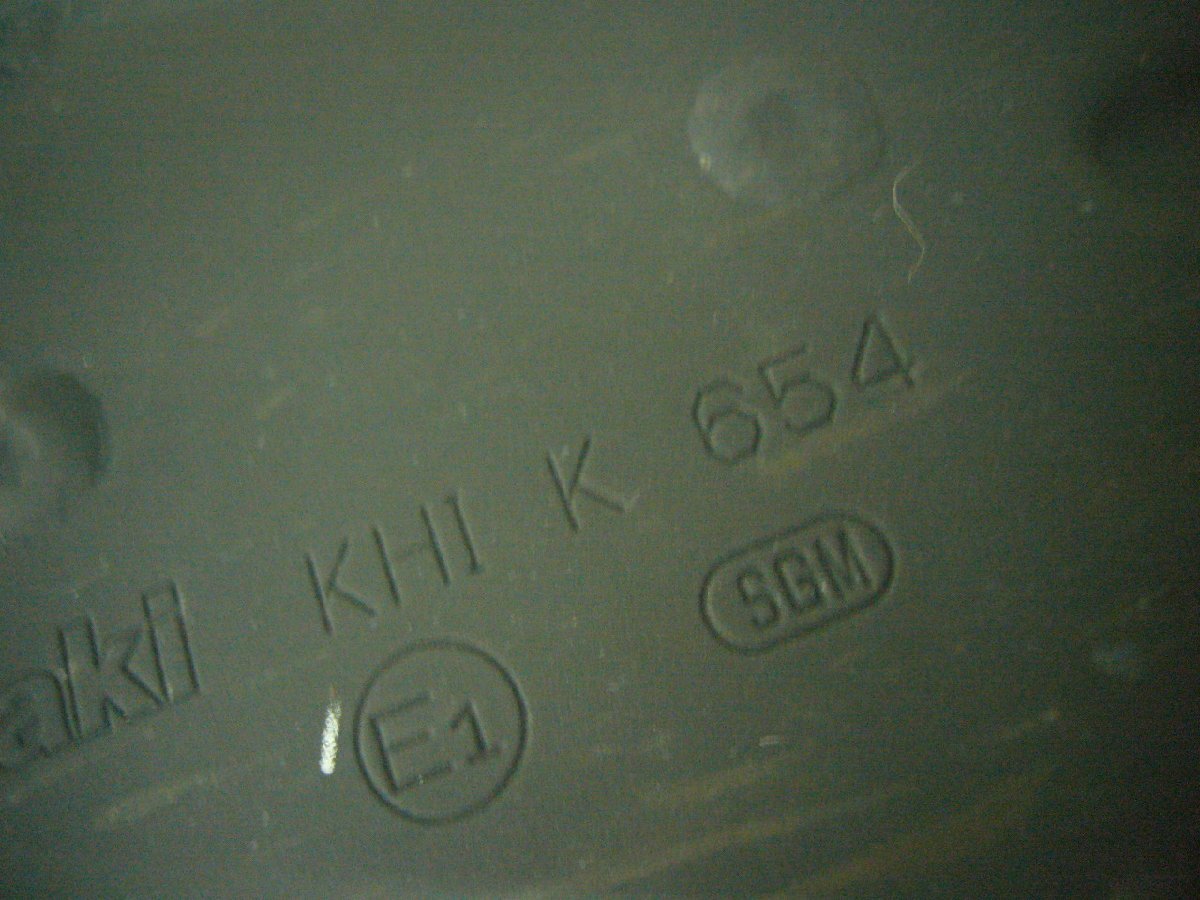 aki KHI K 654
E1 SGM